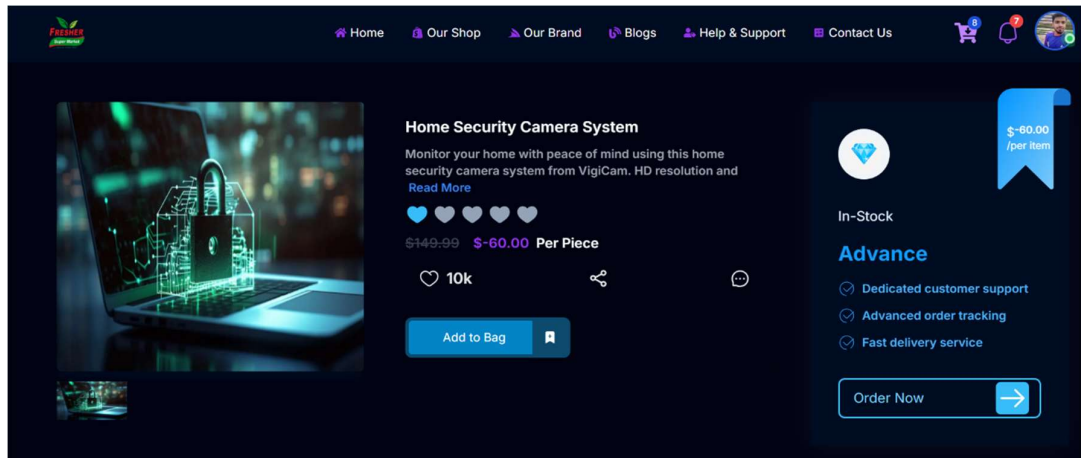 FRESHER
Super Market
Home
Our Shop
Our Brand
Blogs
Help & Support
Contact Us
8
7
Home Security Camera System
Monitor your home with peace of mind using this home
security camera system from VigiCam. HD resolution and
Read More
$149.99 $-60.00 Per Piece
10k
Add to Bag
$-60.00
/per item
In-Stock
Advance
Dedicated customer support
Advanced order tracking
Fast delivery service
Order Now